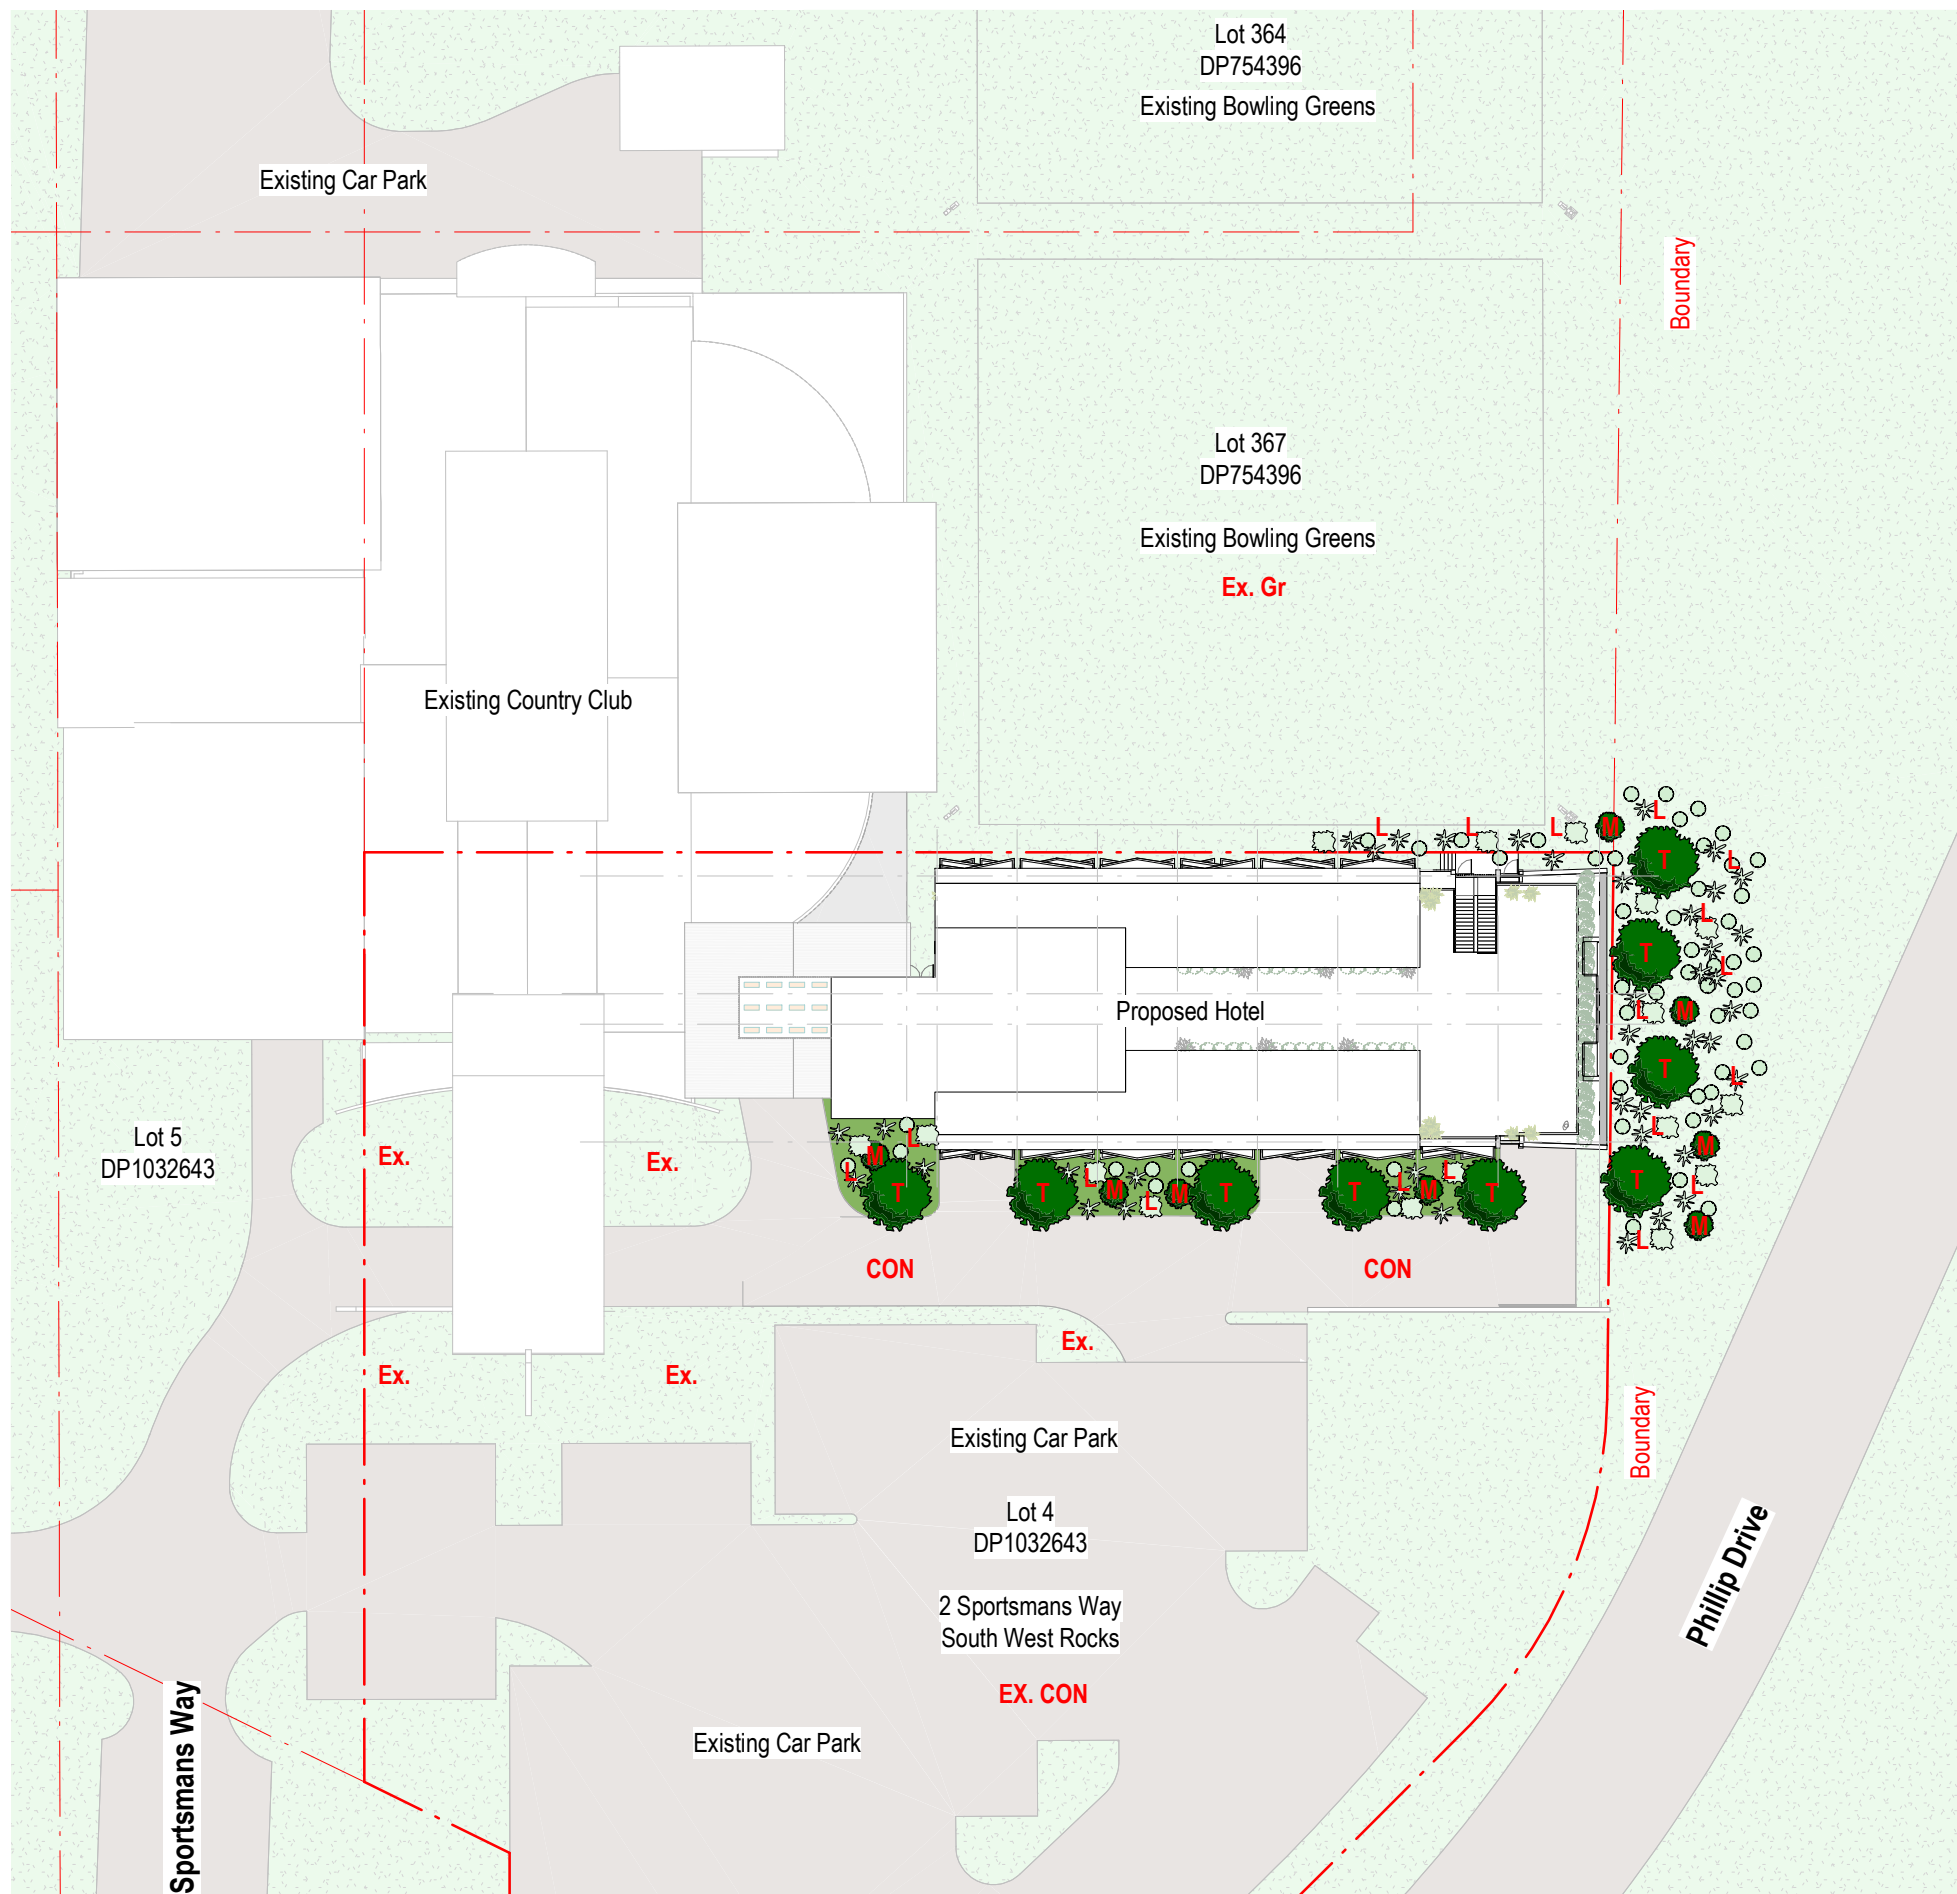 Lot 364
DP754396
Existing Bowling Greens
Existing Car Park
Boundary
Lot 367
DP754396
Existing Bowling Greens
Ex. Gr
Existing Country Club
L
L
L
M
L
T
L
L
T
L
Proposed Hotel
L
M
T
L
Lot 5
DP1032643
Ex.
Ex.
L
M
L
T
T
L
M
L
M
T
T
L
M
L
T
L
M
T
L
M
L
CON
CON
Ex.
Ex.
Ex.
Boundary
Existing Car Park
Lot 4
DP1032643
2 Sportsmans Way
South West Rocks
EX. CON
Existing Car Park
Phillip Drive
Sportsmans Way